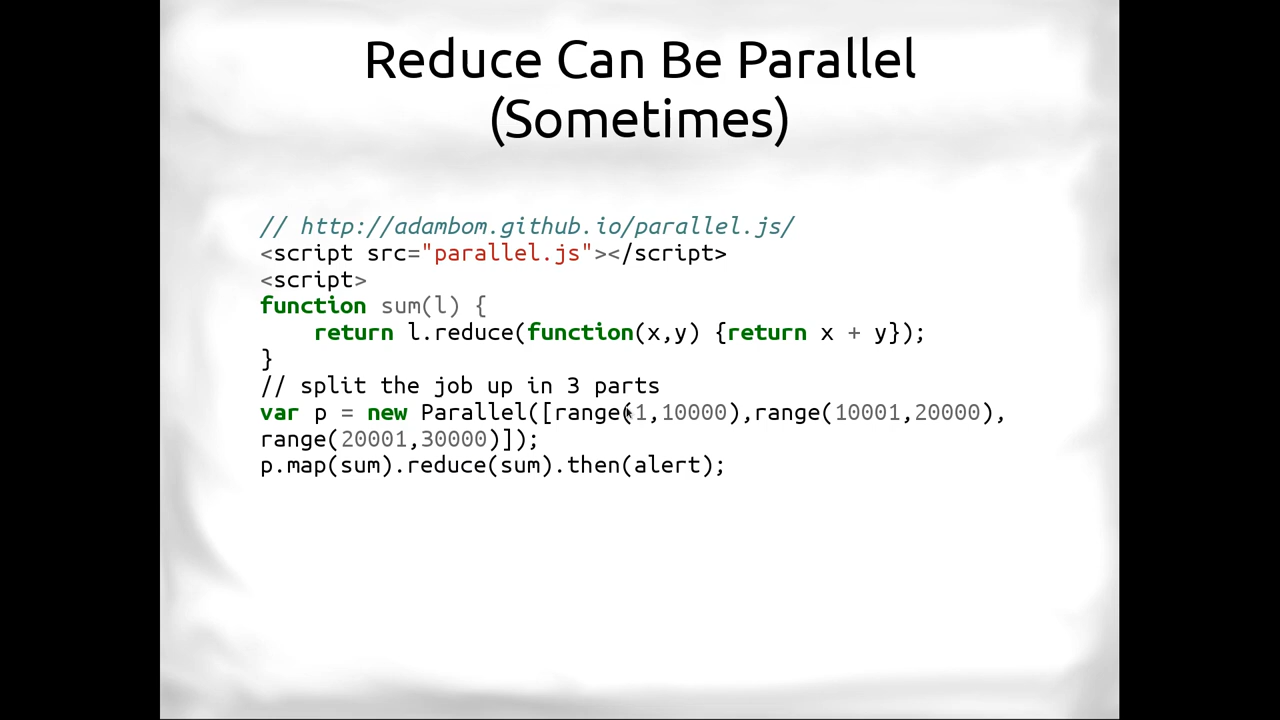 Reduce Can Be Parallel
(Sometimes)
// http://adambom.github.io/parallel.js/
<script src="parallel.js"></script>
<script>
function sum(l) {
    return l.reduce(function(x,y) {return x + y});
}
// split the job up in 3 parts
var p = new Parallel([range(1,10000),range(10001,20000),
range(20001,30000)]);
p.map(sum).reduce(sum).then(alert);